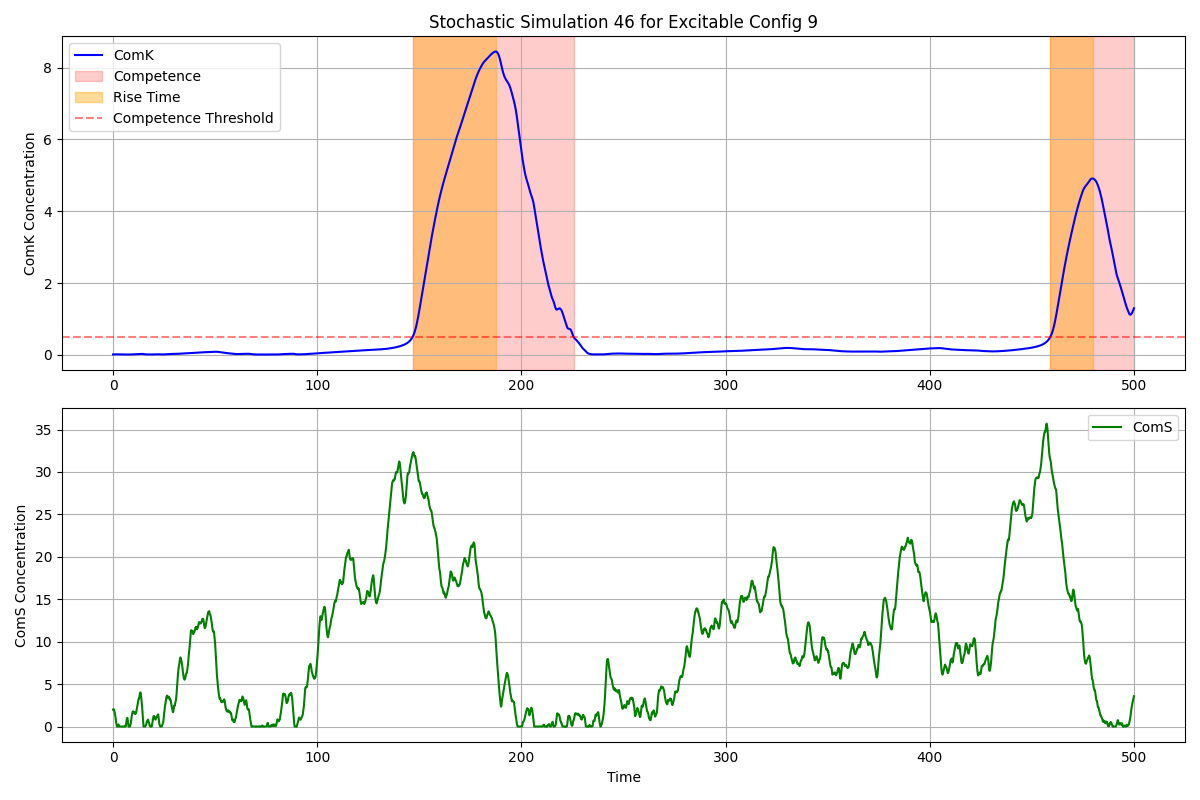 Stochastic Simulation 46 for Excitable Config 9
ComK Concentration
8
6
4
2
0
ComK
Competence
Rise Time
Competence Threshold
0
100
200
300
400
500
ComS Concentration
35
30
25
20
15
10
5
0
ComS
0
100
200
300
400
500
Time